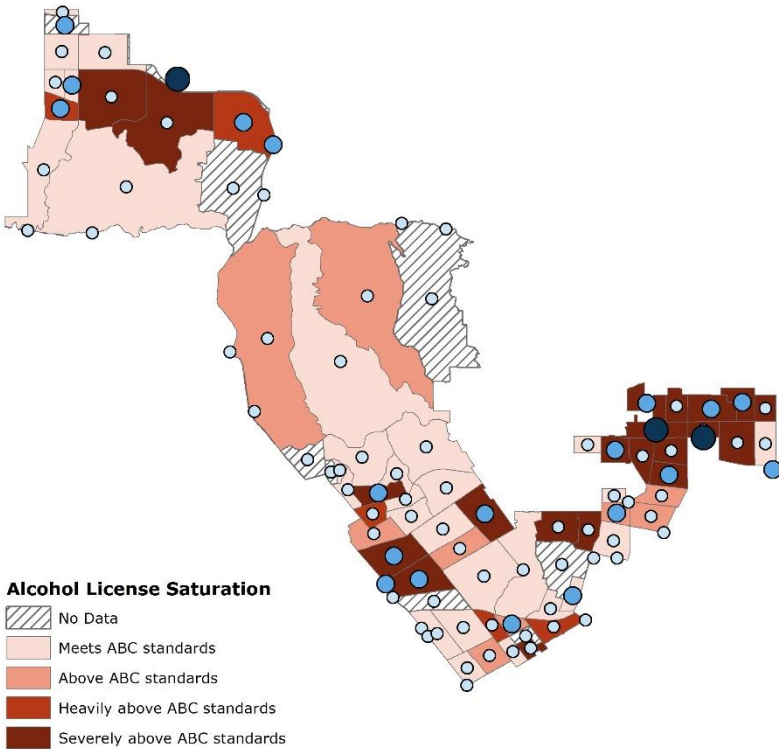 Alcohol License Saturation
No Data
Meets ABC standards
Above ABC standards
Heavily above ABC standards
Severely above ABC standards